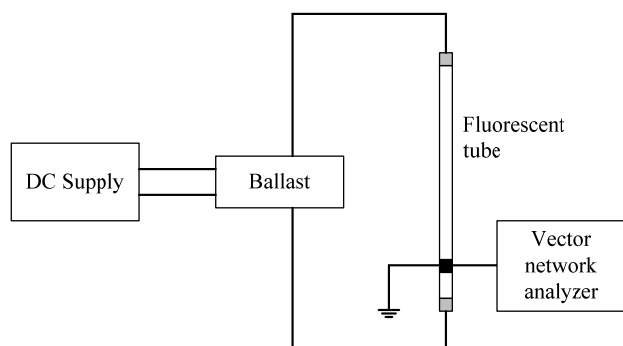 DC Supply
Ballast
Fluorescent
tube
Vector
network
analyzer